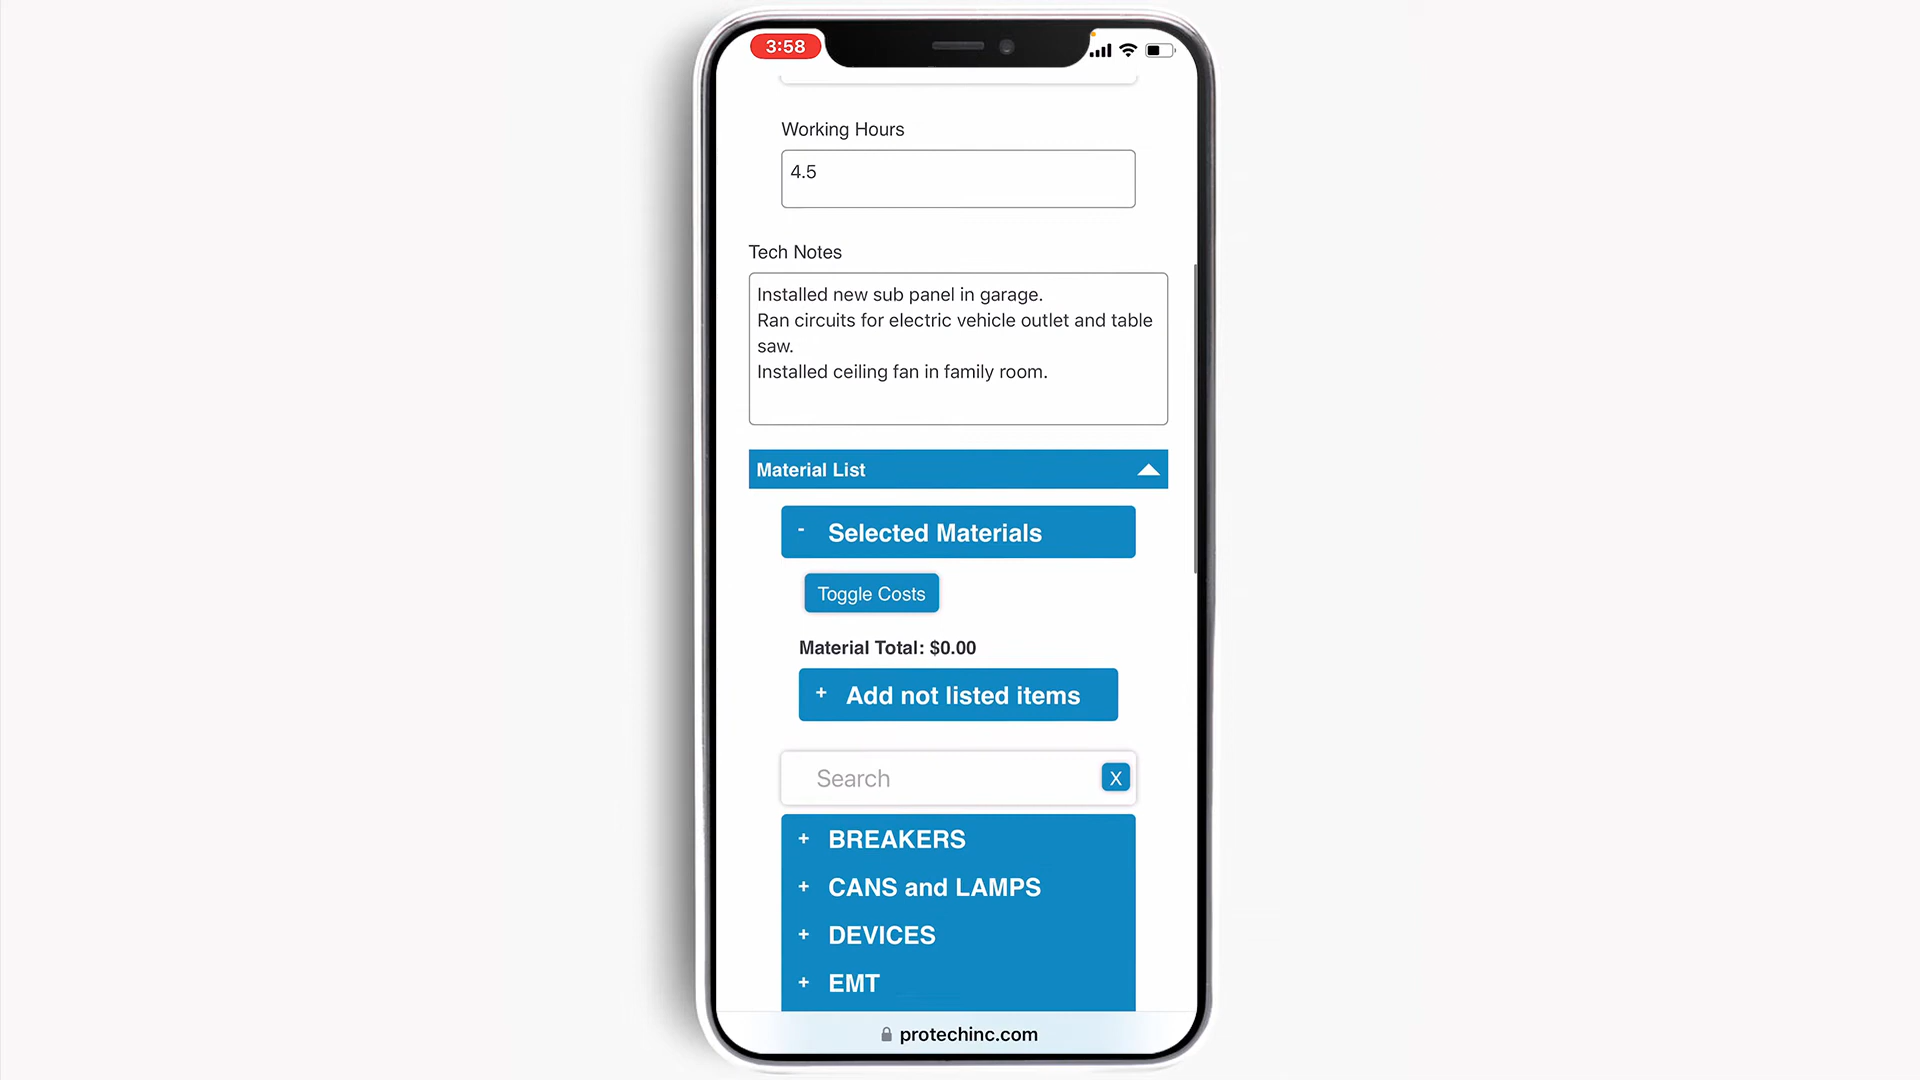 3:58
Working Hours
4.5
Tech Notes
Installed new sub panel in garage.
Ran circuits for electric vehicle outlet and table
saw.
Installed ceiling fan in family room.
Material List
- Selected Materials
Toggle Costs
Material Total: $0.00
+ Add not listed items
Search X
+ BREAKERS
+ CANS and LAMPS
+ DEVICES
+ EMT
protechinc.com